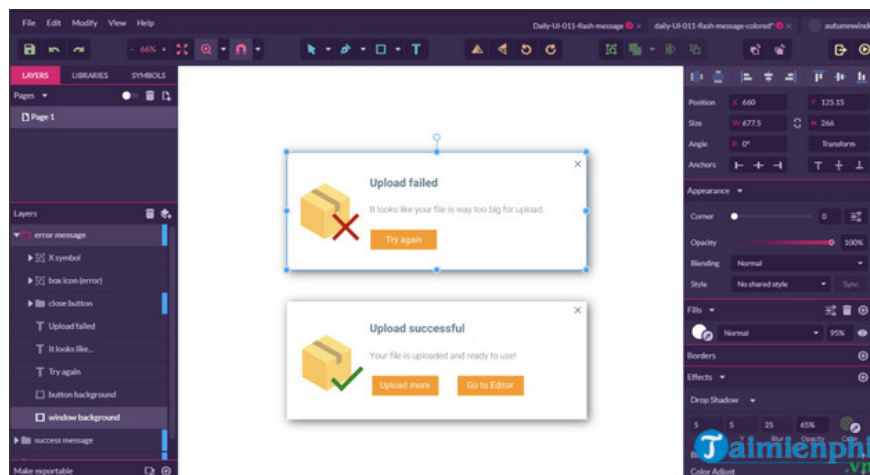 File Edit Modify View Help
Daily-UI-011-flash-message
daily-UI-011-flash-message-colored*
autumnwind
- 66% +
T
LAYERS LIBRARIES SYMBOLS
Pages
Page 1
Layers
error message
X symbol
box icon (error)
close button
T Upload failed
T It looks like...
T Try again
button background
window background
success message
Make exportable
Upload failed
It looks like your file is way too big for upload.
Try again
Upload successful
Your file is uploaded and ready to use!
Upload more Go to Editor
Position X 660 Y 125.15
Size W 677.5 H 266
Angle R 0° Transform
Anchors
Appearance
Corner 0
Opacity 100%
Blending Normal
Style No shared style Sync
Fills
Normal 95%
Borders
Effects
Drop Shadow
5 5 25 65%
Y Blur Opacity Color
Color Adjust
Taimienphi
.vn